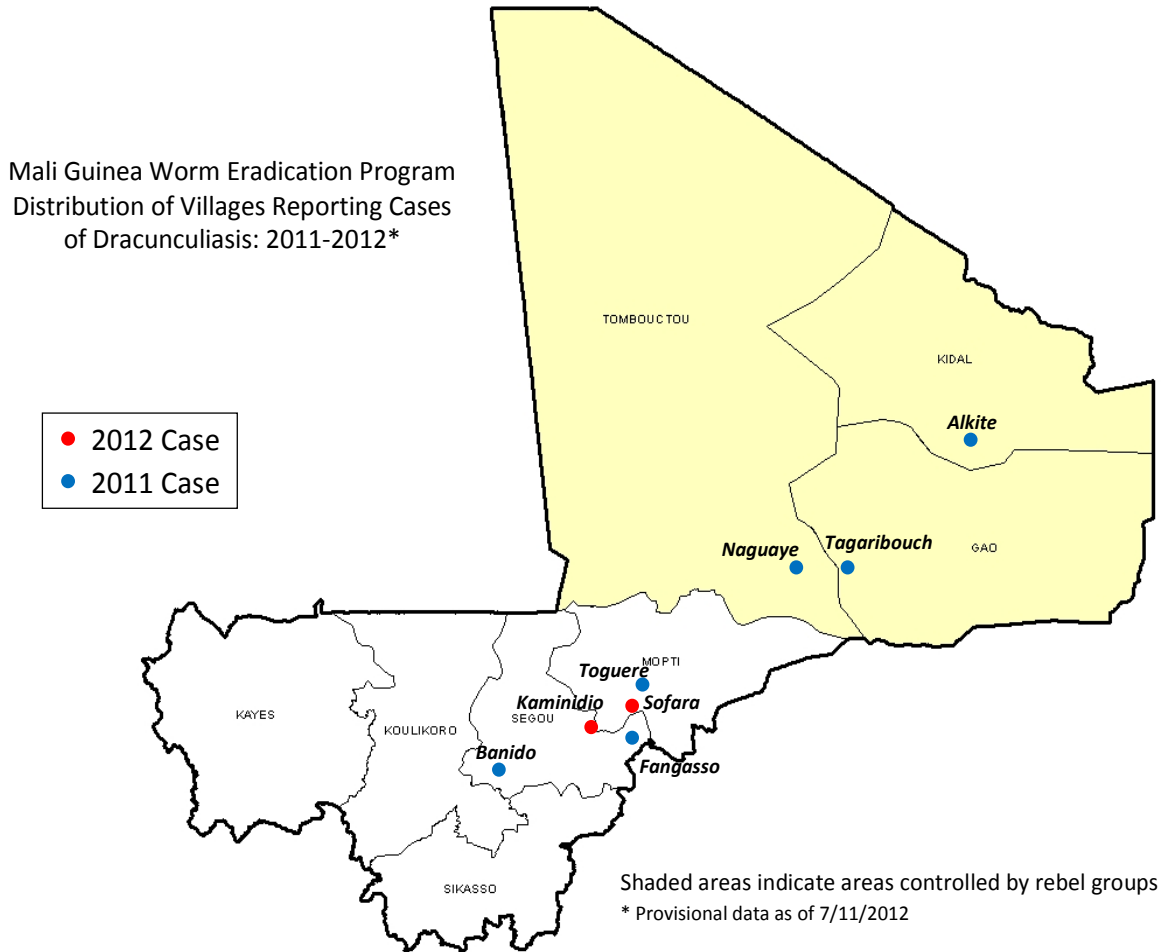 Mali Guinea Worm Eradication Program
Distribution of Villages Reporting Cases
of Dracunculiasis: 2011-2012*
TOMBOUCTOU
KIDAL
2012 Case
2011 Case
Alkite
Naguaye
Tagaribouch
GAO
MOPTI
Toguere
Kaminidio
Sofara
KAYES
SEGOU
KOULIKORO
Banido
Fangasso
SIKASSO
Shaded areas indicate areas controlled by rebel groups
* Provisional data as of 7/11/2012